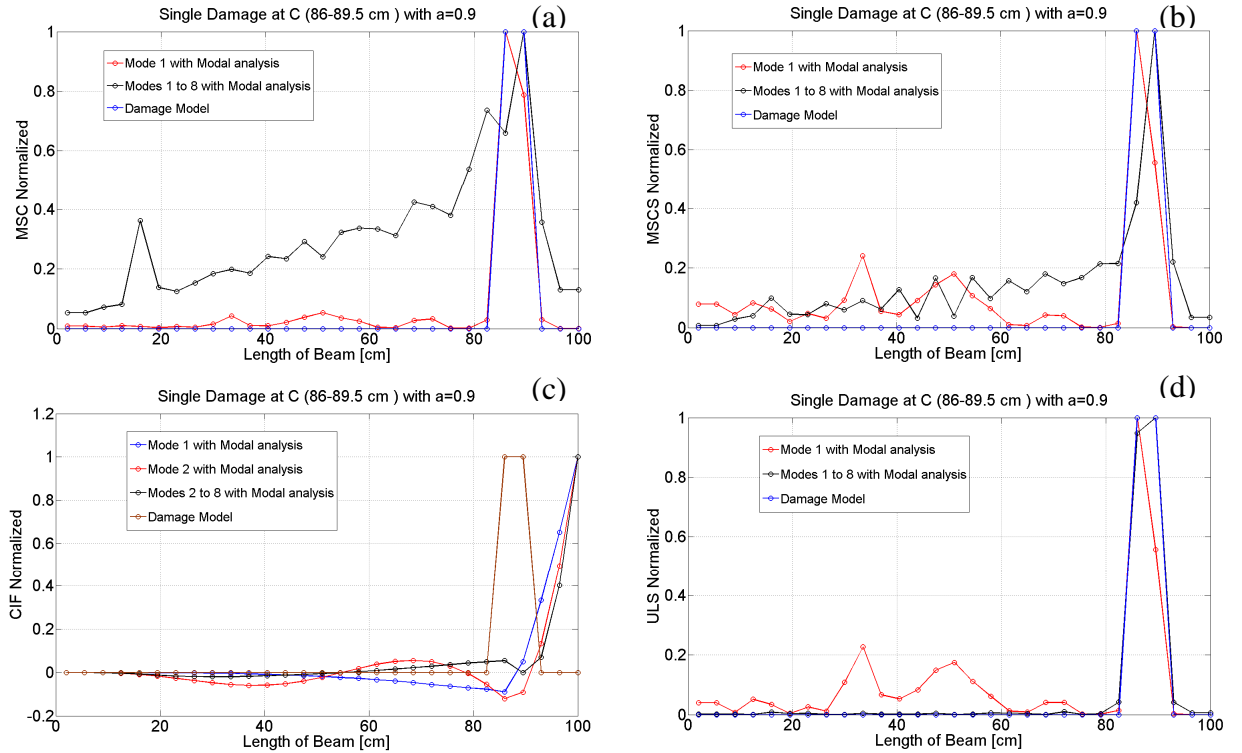 Single Damage at C (86-89.5 cm ) with a=0.9
(a)
Mode 1 with Modal analysis
Modes 1 to 8 with Modal analysis
Damage Model
MSC Normalized
1
0.8
0.6
0.4
0.2
0
0 20 40 60 80 100
Length of Beam [cm]
Single Damage at C (86-89.5 cm ) with a=0.9
(b)
Mode 1 with Modal analysis
Modes 1 to 8 with Modal analysis
Damage Model
MSCS Normalized
1
0.8
0.6
0.4
0.2
0
0 20 40 60 80 100
Length of Beam [cm]
Single Damage at C (86-89.5 cm ) with a=0.9
(c)
Mode 1 with Modal analysis
Mode 2 with Modal analysis
Modes 2 to 8 with Modal analysis
Damage Model
CIF Normalized
1.2
1
0.8
0.6
0.4
0.2
0
-0.2
0 20 40 60 80 100
Length of Beam [cm]
Single Damage at C (86-89.5 cm ) with a=0.9
(d)
Mode 1 with Modal analysis
Modes 1 to 8 with Modal analysis
Damage Model
ULS Normalized
1
0.8
0.6
0.4
0.2
0
0 20 40 60 80 100
Length of Beam [cm]